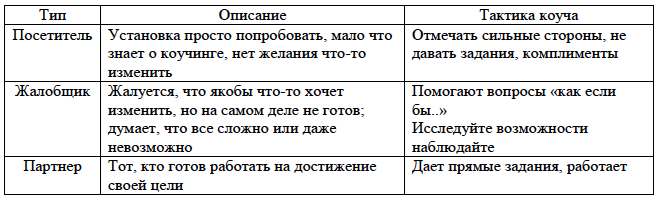 Тип Описание Тактика коуча
Посетитель Установка просто попробовать, мало что Отмечать сильные стороны, не
знает о коучинге, нет желания что-то давать задания, комплименты
изменить
Жалобщик Жалуется, что якобы что-то хочет Помогают вопросы «как если
изменить, но на самом деле не готов; бы..»
думает, что все сложно или даже Исследуйте возможности
невозможно наблюдайте
Партнер Тот, кто готов работать на достижение Дает прямые задания, работает
своей цели